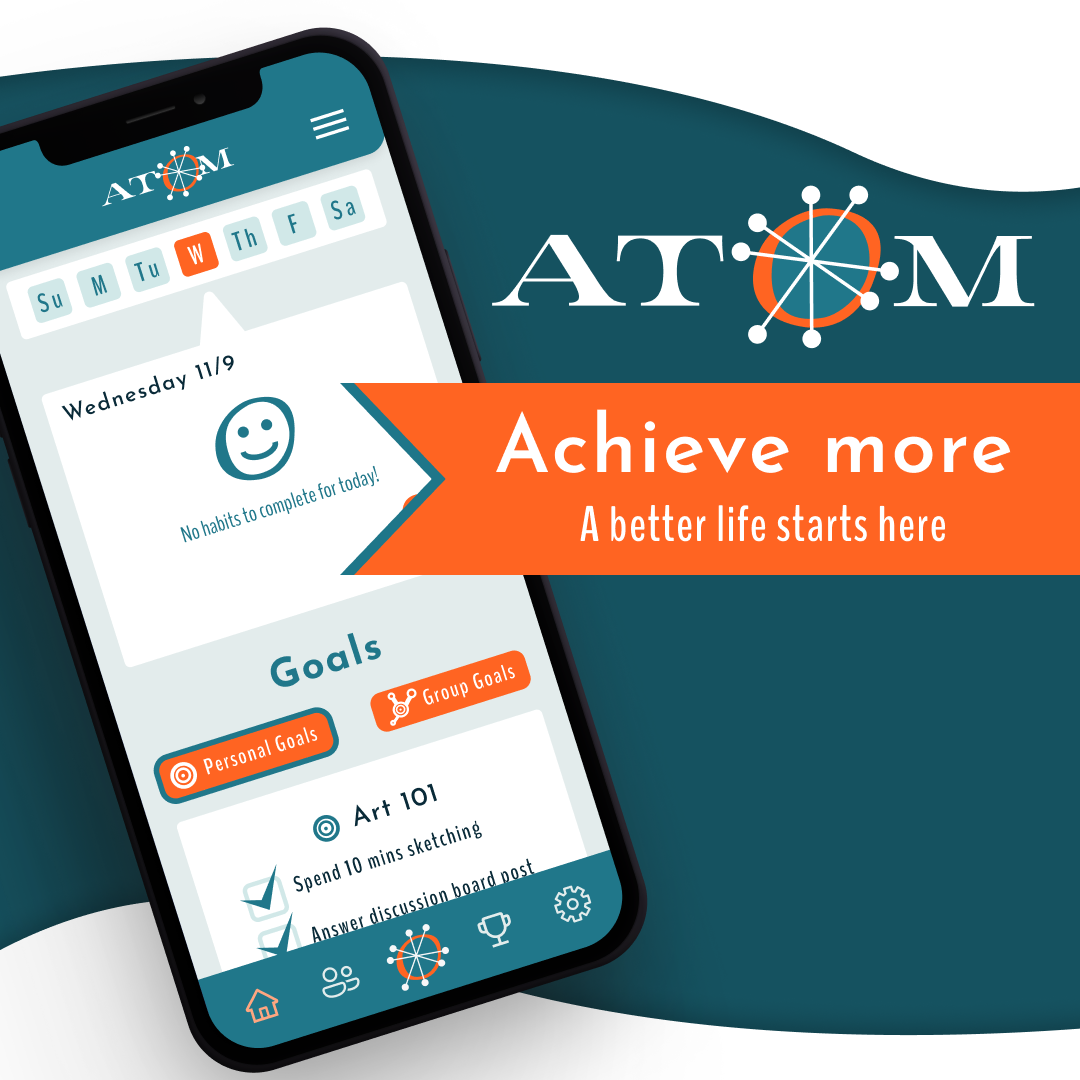 ATOM
Su M Tu W Th F Sa
Wednesday 11/9
No habits to complete for today!
Goals
Personal Goals
Group Goals
Art 101
Spend 10 mins sketching
Answer discussion board post
ATOM
Achieve more
A better life starts here